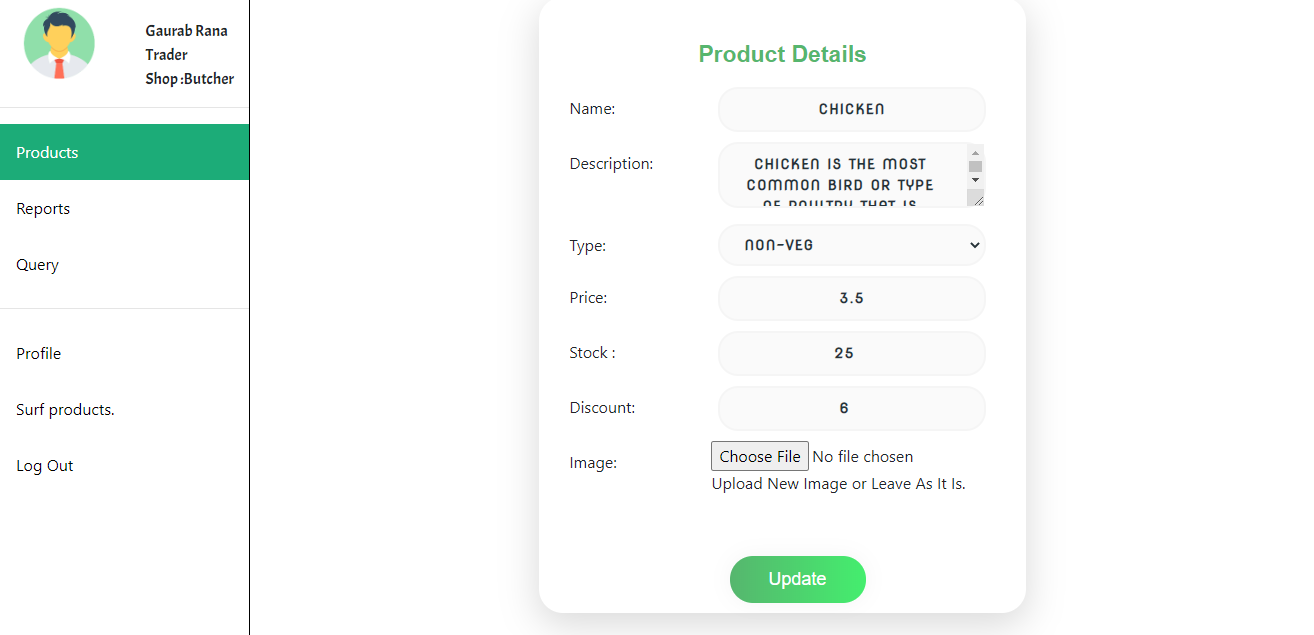 Gaurab Rana
Trader
Shop :Butcher
Products
Reports
Query
Profile
Surf products.
Log Out
Product Details
Name:
CHICKEN
Description:
CHICKEN IS THE MOST
COMMON BIRD OR TYPE
OF POULTRY THAT IS
Type:
NON-VEG
Price:
3.5
Stock :
25
Discount:
6
Image:
Choose File No file chosen
Upload New Image or Leave As It Is.
Update